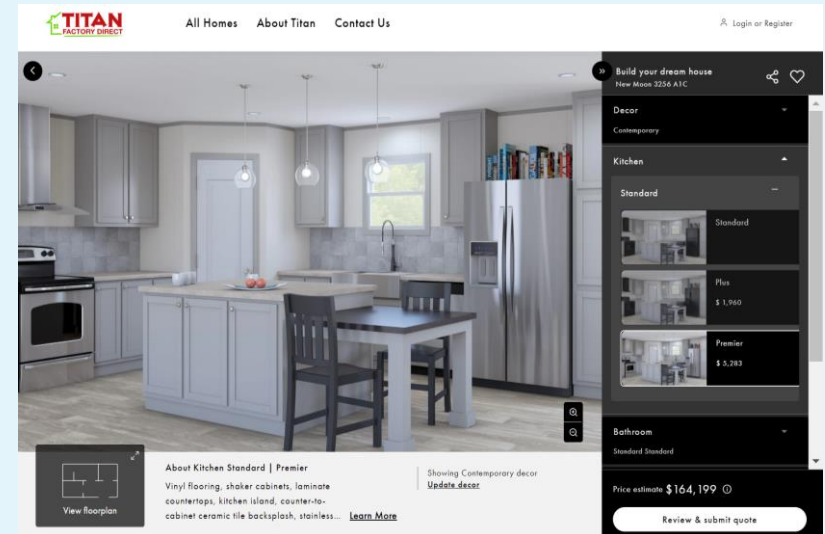 TITAN
FACTORY DIRECT
All Homes About Titan Contact Us
Login or Register
Build your dream house
New Moon 3256 A1C
Decor
Contemporary
Kitchen
Standard
Standard
Plus
$ 1,960
Premier
$ 5,283
Bathroom
Standard Standard
Price estimate $164,199
Review & submit quote
View floorplan
About Kitchen Standard | Premier
Vinyl flooring, shaker cabinets, laminate
countertops, kitchen island, counter-to-
cabinet ceramic tile backsplash, stainless... Learn More
Showing Contemporary decor
Update decor